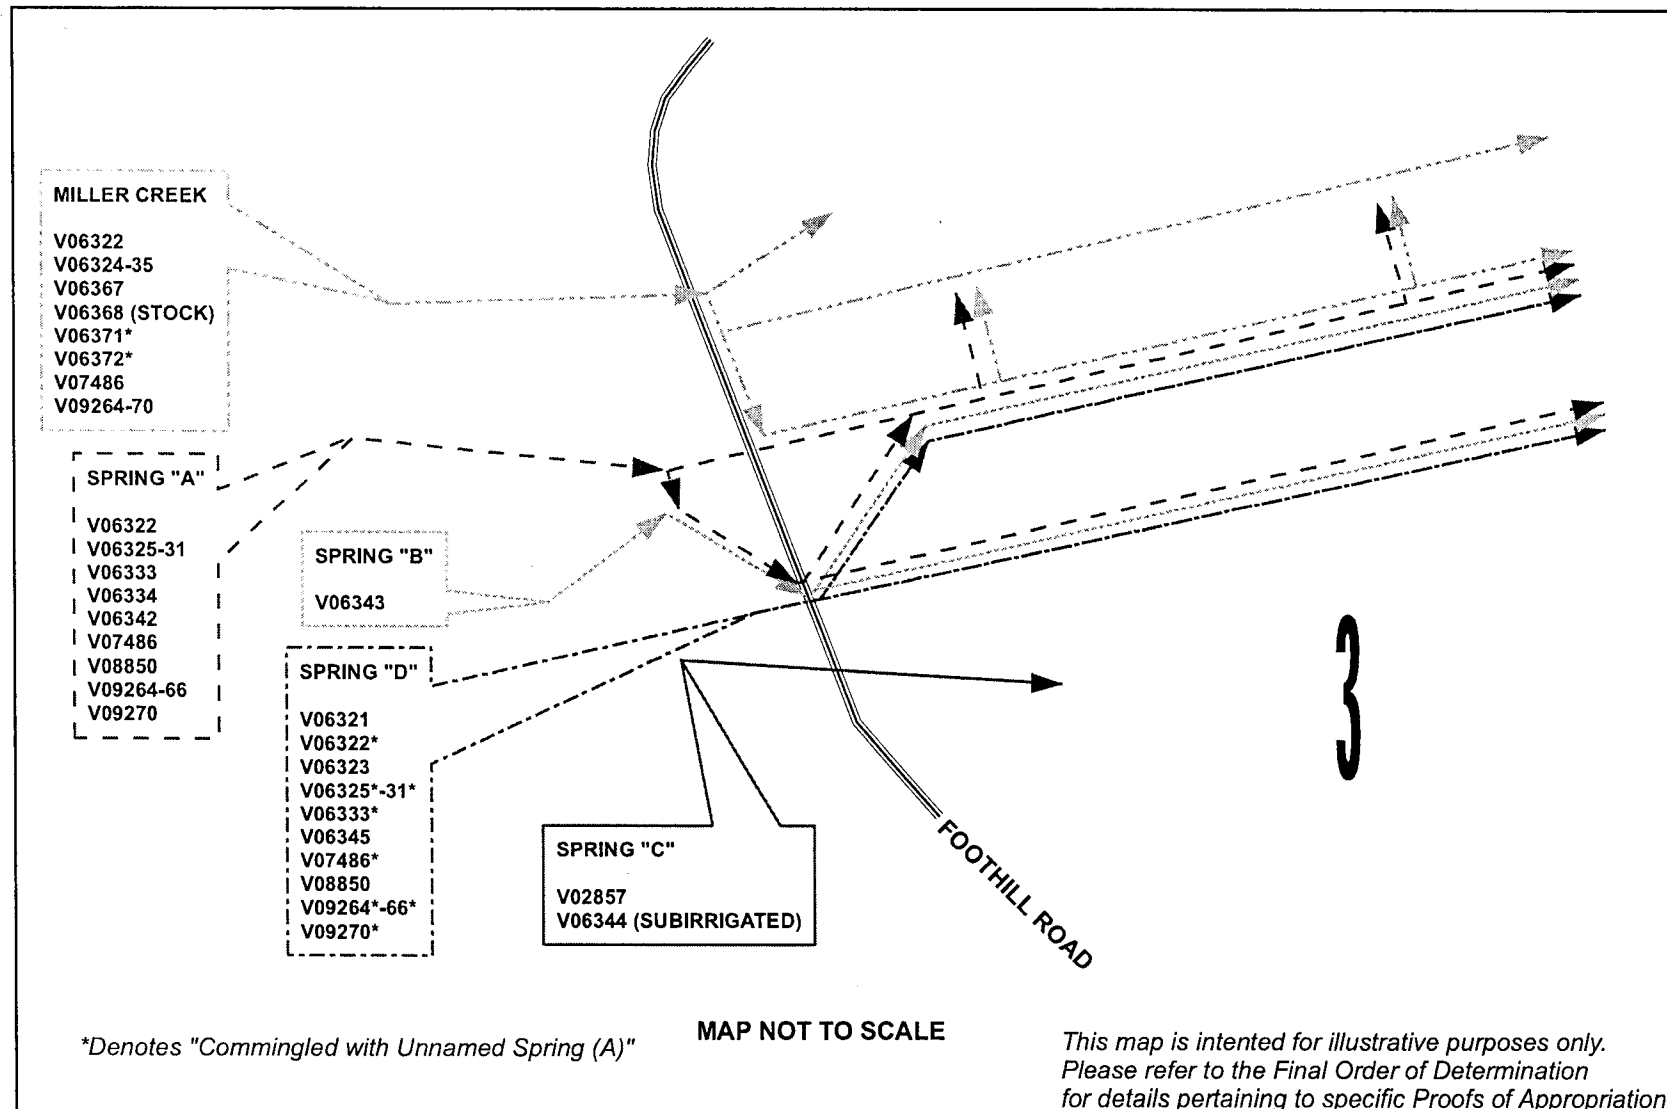 MILLER CREEK
V06322
V06324-35
V06367
V06368 (STOCK)
V06371*
V06372*
V07486
V09264-70
SPRING "A"
V06322
V06325-31
V06333
V06334
V06342
V07486
V08850
V09264-66
V09270
SPRING "B"
V06343
SPRING "D"
V06321
V06322*
V06323
V06325*-31*
V06333*
V06345
V07486*
V08850
V09264*-66*
V09270*
SPRING "C"
V02857
V06344 (SUBIRRIGATED)
FOOTHILL ROAD
3
*Denotes "Commingled with Unnamed Spring (A)"
MAP NOT TO SCALE
This map is intented for illustrative purposes only.
Please refer to the Final Order of Determination
for details pertaining to specific Proofs of Appropriation